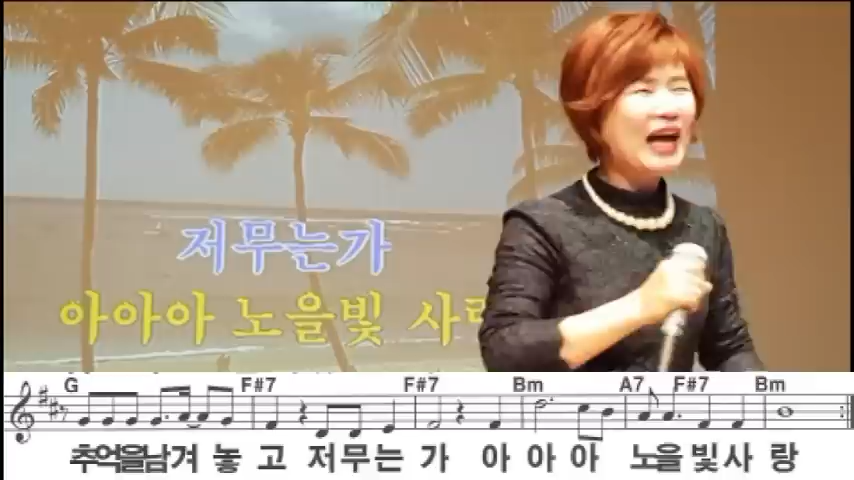 저무는가
아아아 노을빛 사
G F#7 F#7 Bm A7 F#7 Bm
추억을남겨 놓 고 저무는 가 아 아 아 노을 빛 사 랑